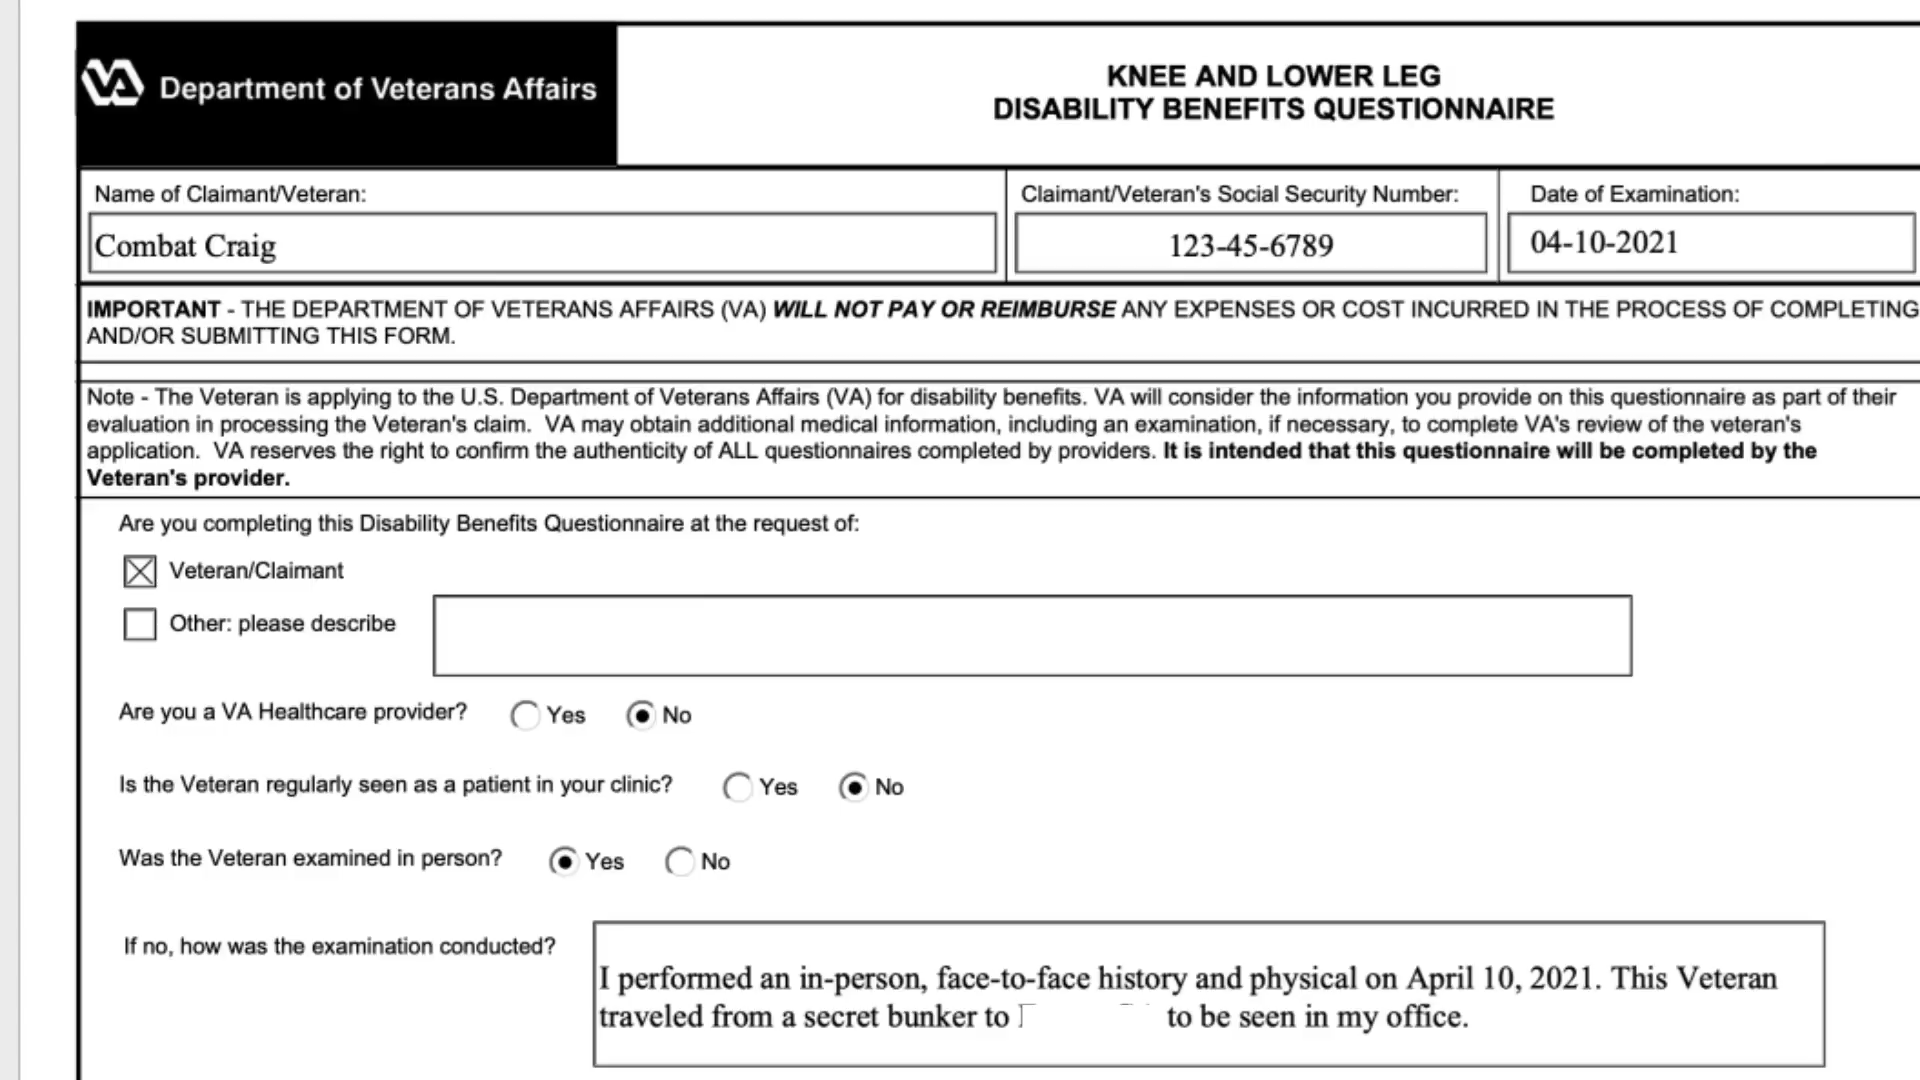 VA Department of Veterans Affairs
KNEE AND LOWER LEG
DISABILITY BENEFITS QUESTIONNAIRE
Name of Claimant/Veteran:
Claimant/Veteran's Social Security Number:
Date of Examination:
Combat Craig
123-45-6789
04-10-2021
IMPORTANT - THE DEPARTMENT OF VETERANS AFFAIRS (VA) WILL NOT PAY OR REIMBURSE ANY EXPENSES OR COST INCURRED IN THE PROCESS OF COMPLETING
AND/OR SUBMITTING THIS FORM.
Note - The Veteran is applying to the U.S. Department of Veterans Affairs (VA) for disability benefits. VA will consider the information you provide on this questionnaire as part of their
evaluation in processing the Veteran's claim. VA may obtain additional medical information, including an examination, if necessary, to complete VA's review of the veteran's
application. VA reserves the right to confirm the authenticity of ALL questionnaires completed by providers. It is intended that this questionnaire will be completed by the
Veteran's provider.
Are you completing this Disability Benefits Questionnaire at the request of:
Veteran/Claimant
Other: please describe
Are you a VA Healthcare provider? Yes No
Is the Veteran regularly seen as a patient in your clinic? Yes No
Was the Veteran examined in person? Yes No
If no, how was the examination conducted?
I performed an in-person, face-to-face history and physical on April 10, 2021. This Veteran
traveled from a secret bunker to to be seen in my office.